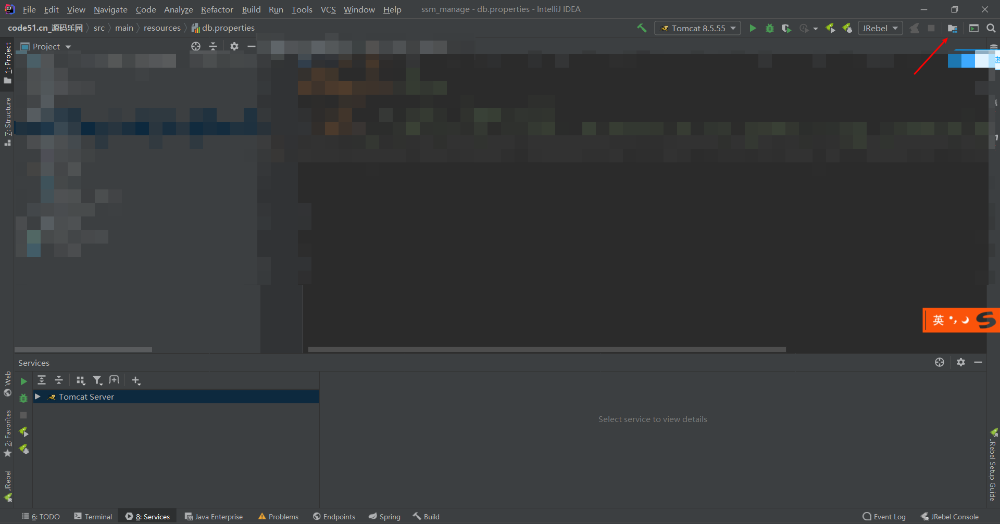 File Edit View Navigate Code Analyze Refactor Build Run Tools VCS Window Help ssm_manage - db.properties - IntelliJ IDEA
code51.cn_源码乐园 src main resources db.properties Tomcat 8.5.55 JRebel
Project
1: Project
7: Structure
英
Services
Web
Tomcat Server
Select service to view details
2: Favorites
JRebel
JRebel Setup Guide
6: TODO Terminal 8: Services Java Enterprise Problems Endpoints Spring Build Event Log JRebel Console